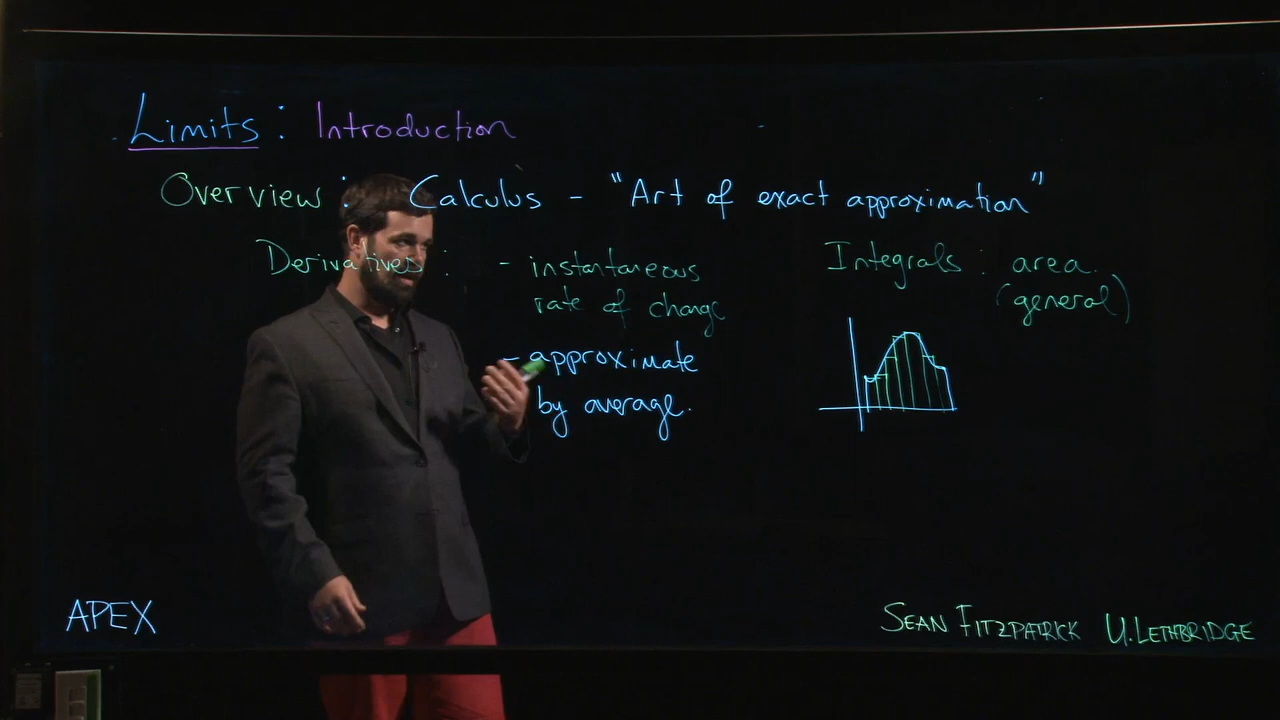 Limits: Introduction
Overview: Calculus - "Art of exact approximation"
Derivatives: - instantaneous
rate of change
- approximate
by average.
Integrals: area.
(general)
APEX
SEAN FITZPATRICK U. LETHBRIDGE